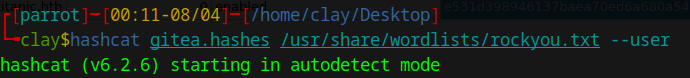 [parrot]─[00:11-08/04]─[/home/clay/Desktop]
clay$hashcat gitea.hashes /usr/share/wordlists/rockyou.txt --user
hashcat (v6.2.6) starting in autodetect mode